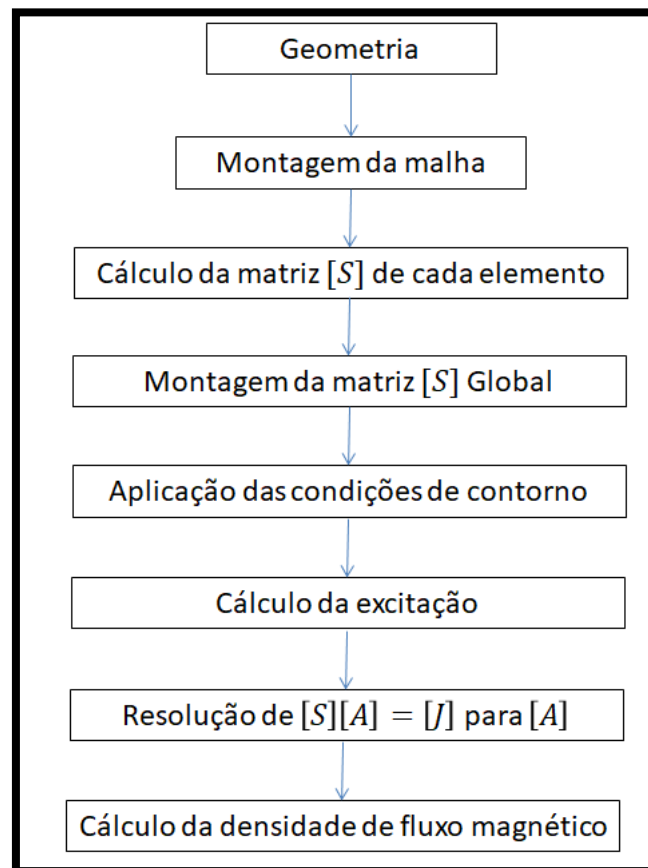 Geometria
Montagem da malha
Cálculo da matriz [S] de cada elemento
Montagem da matriz [S] Global
Aplicação das condições de contorno
Cálculo da excitação
Resolução de [S][A] = [J] para [A]
Cálculo da densidade de fluxo magnético